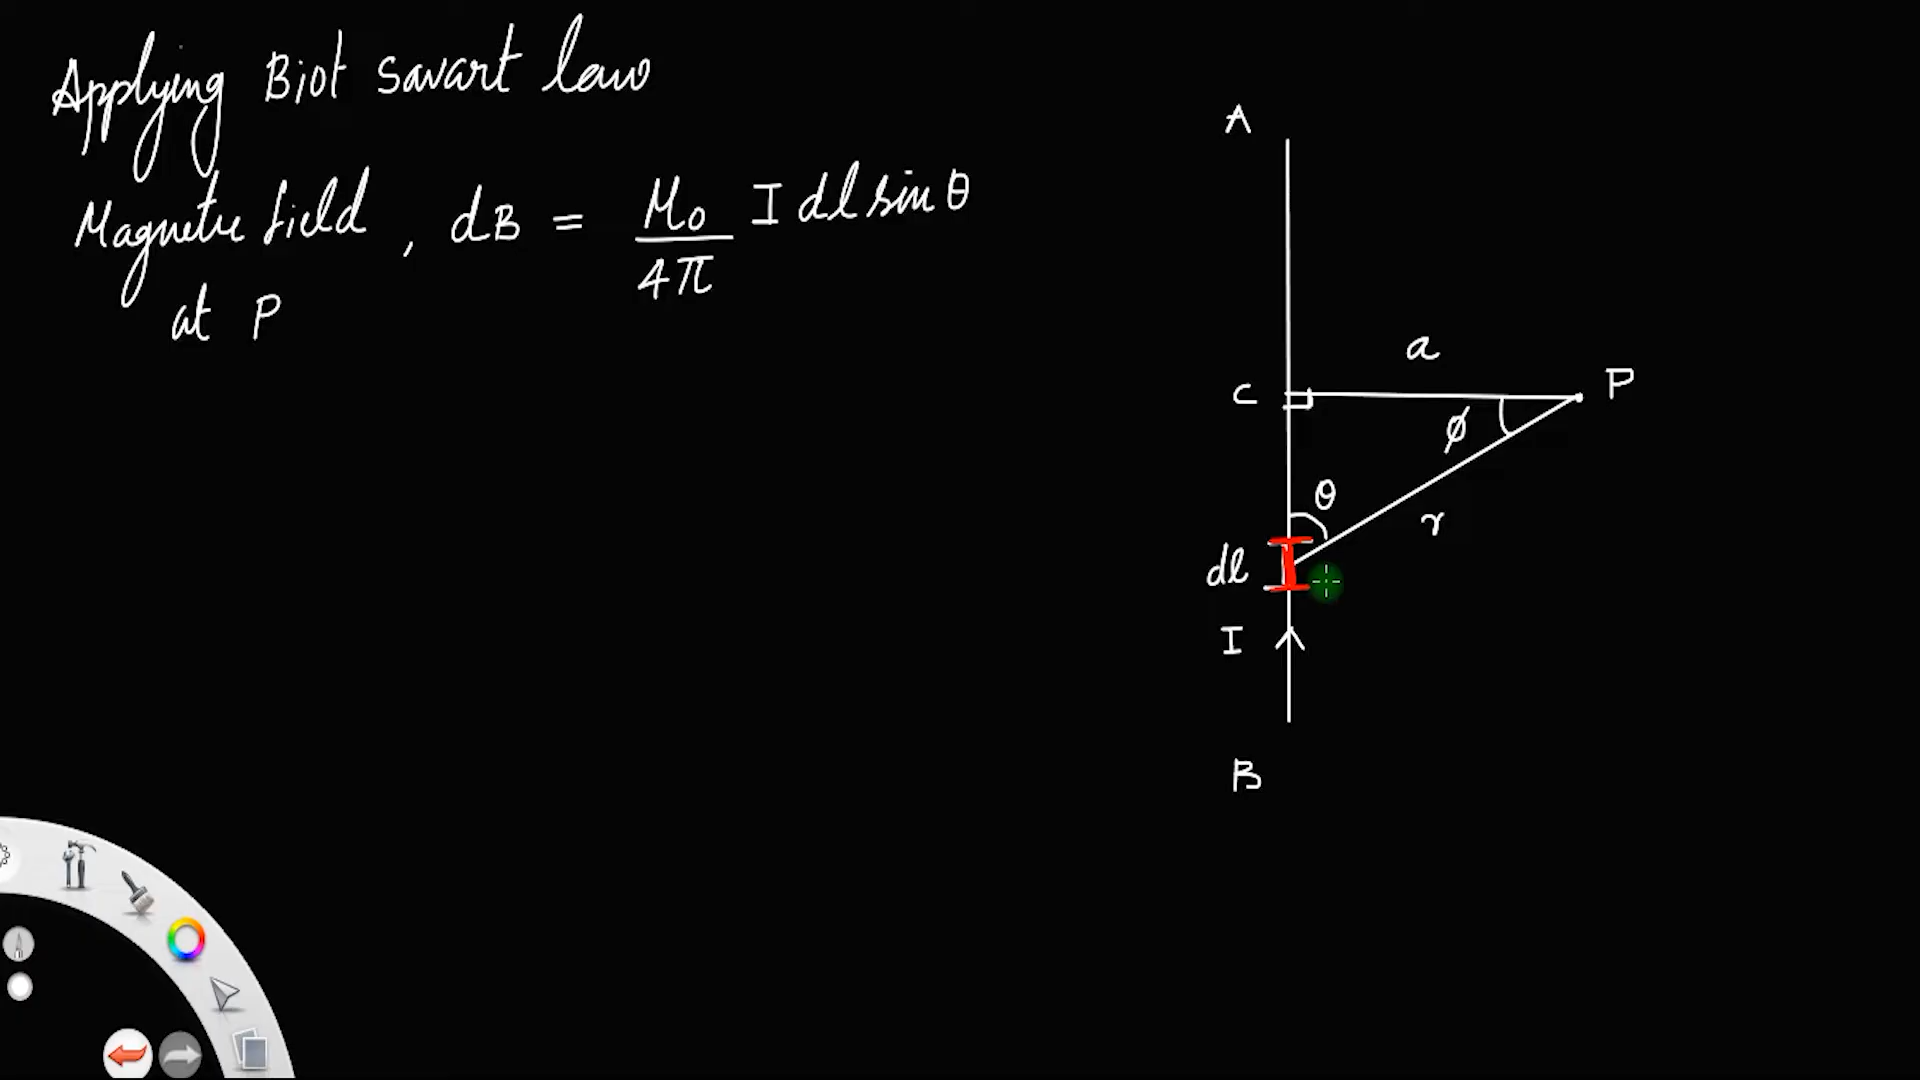 Applying Biot Savart law
Magnetic field , dB = μ₀ I dl sin θ
4π
at P
A
a
C
P
ϕ
θ
r
dl
I
B